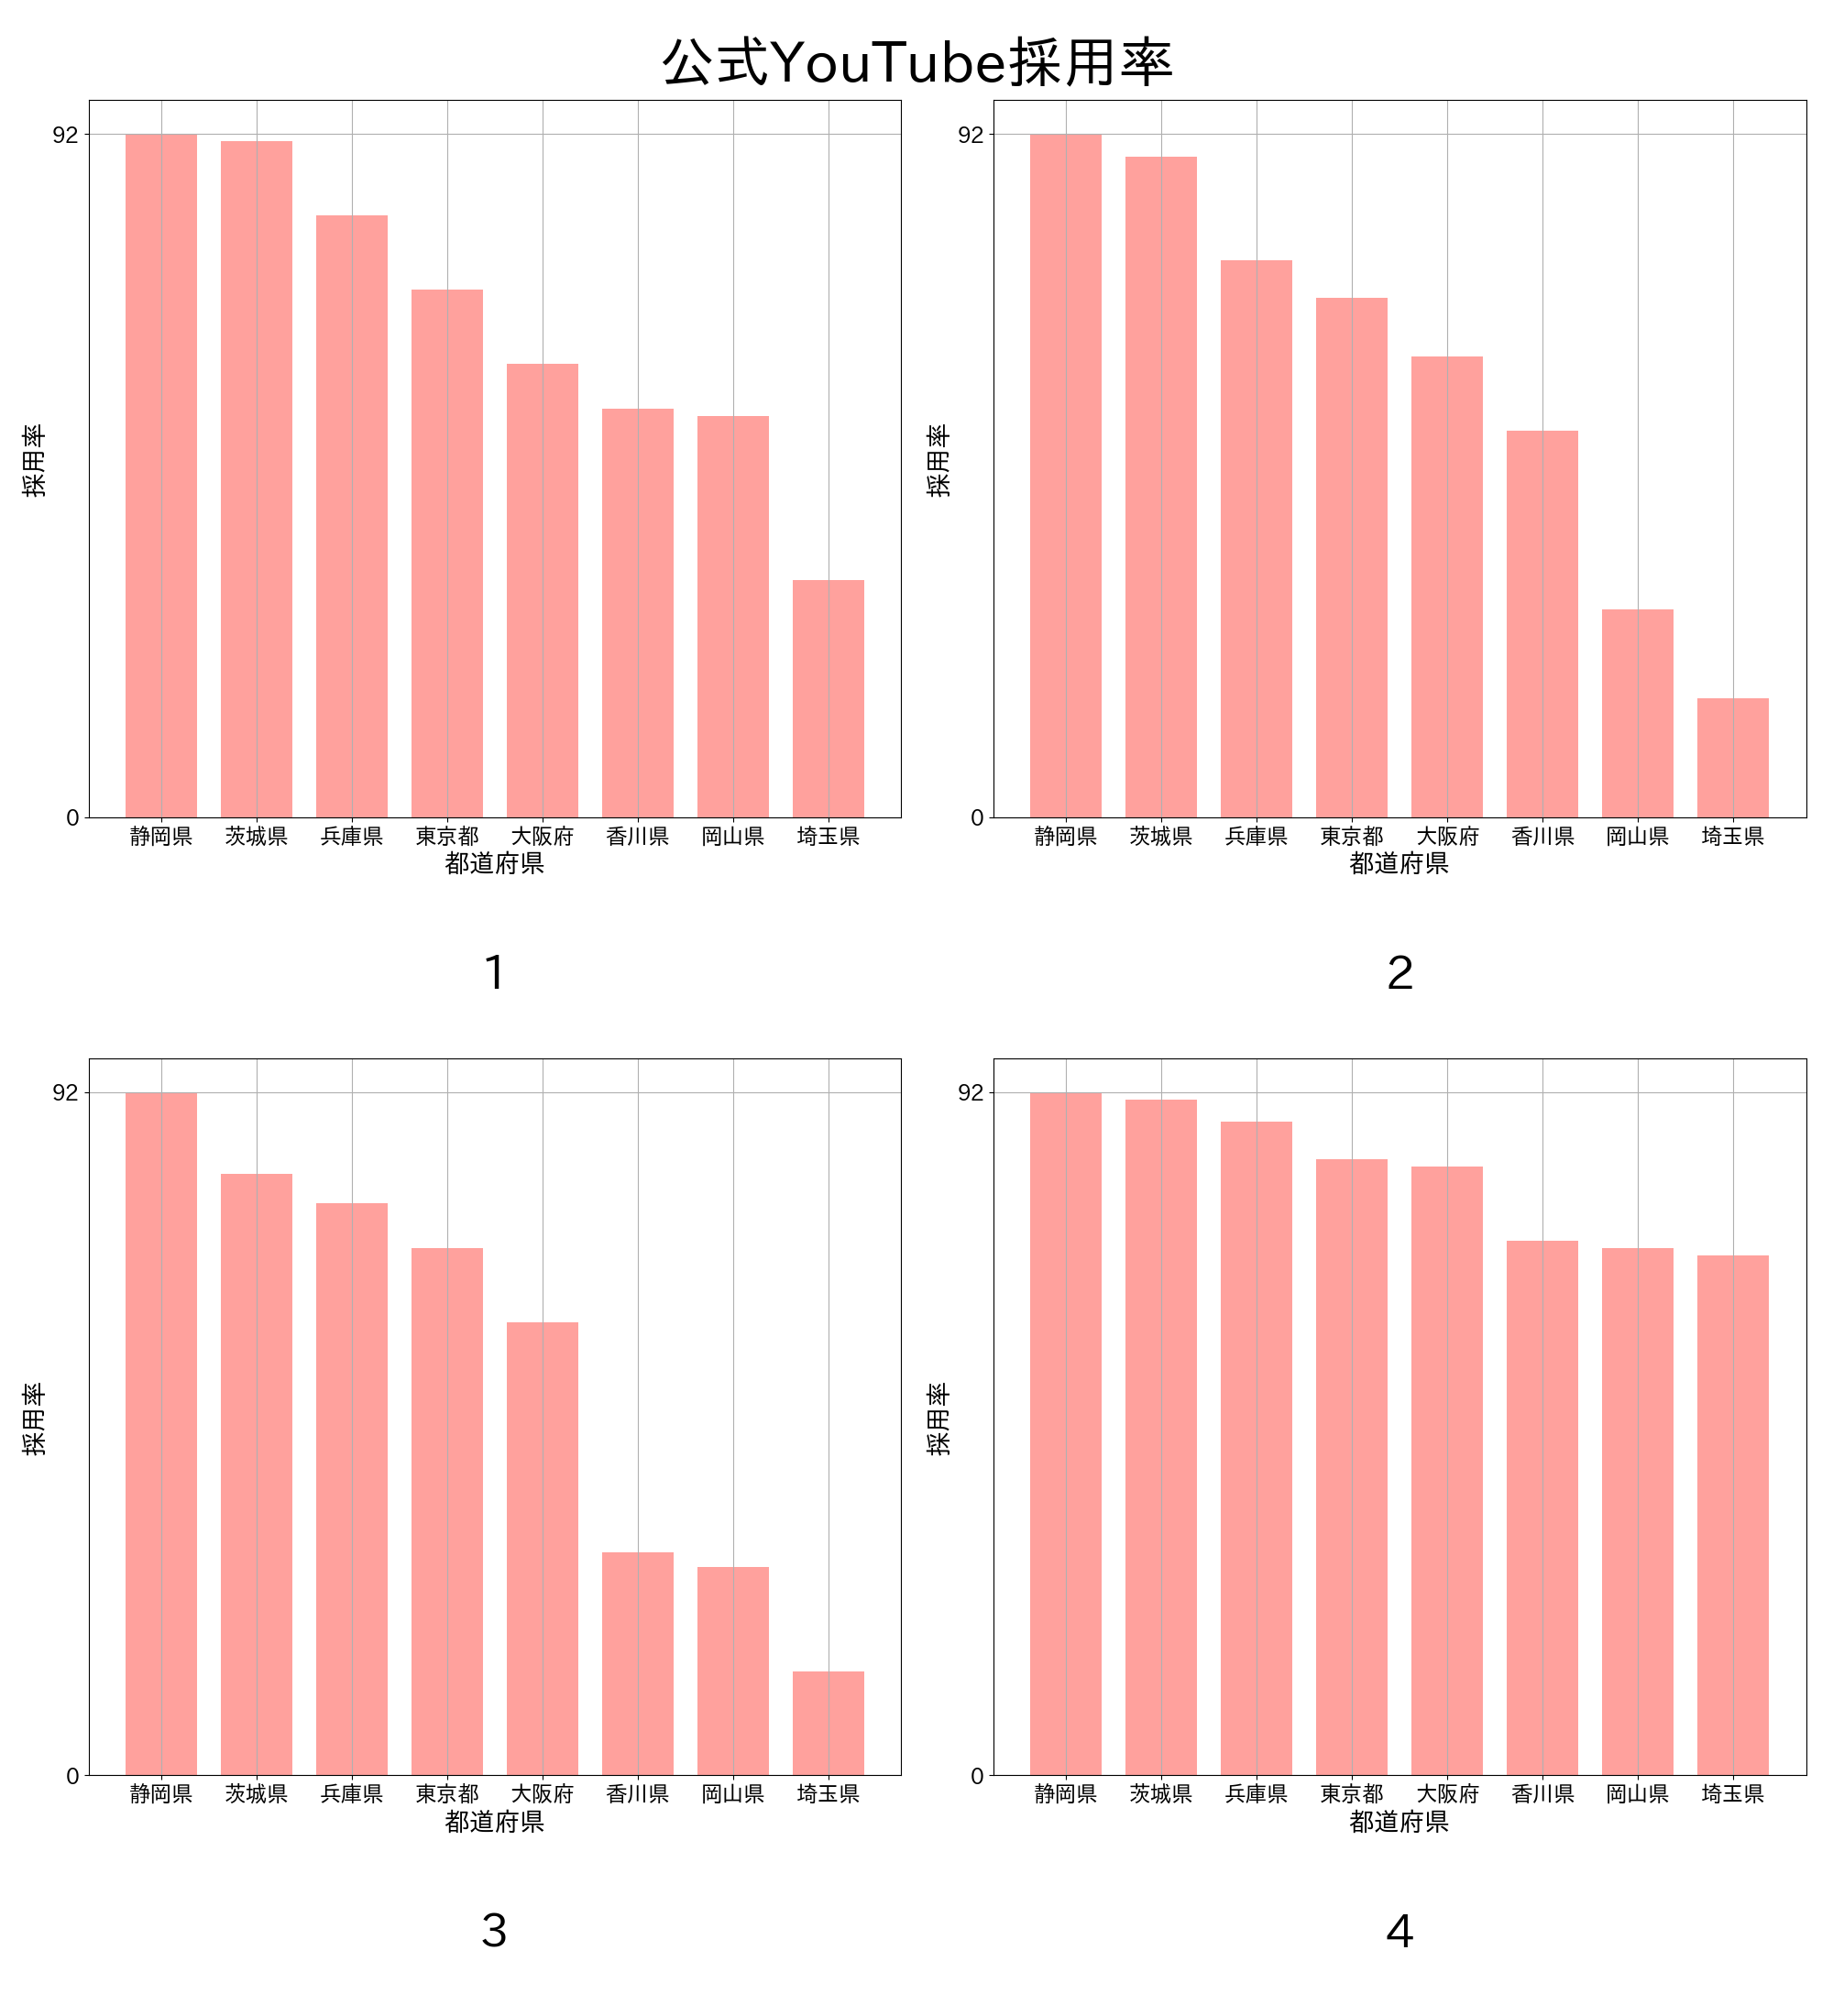 公式YouTube採用率
92
0
採用率
静岡県 茨城県 兵庫県 東京都 大阪府 香川県 岡山県 埼玉県
都道府県
1
92
0
採用率
静岡県 茨城県 兵庫県 東京都 大阪府 香川県 岡山県 埼玉県
都道府県
2
92
0
採用率
静岡県 茨城県 兵庫県 東京都 大阪府 香川県 岡山県 埼玉県
都道府県
3
92
0
採用率
静岡県 茨城県 兵庫県 東京都 大阪府 香川県 岡山県 埼玉県
都道府県
4